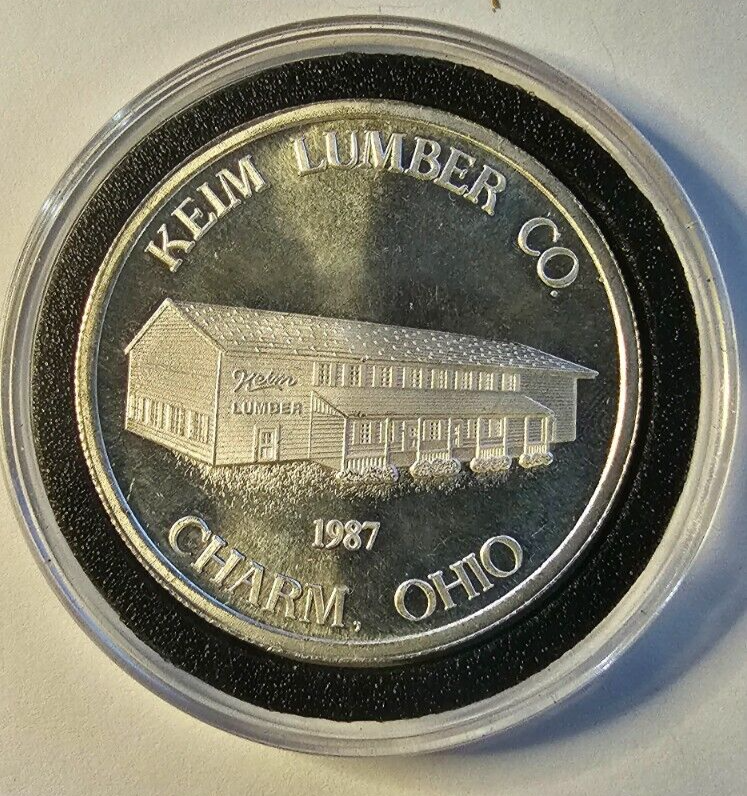 KEIM LUMBER CO.
Keim
LUMBER
1987
CHARM, OHIO